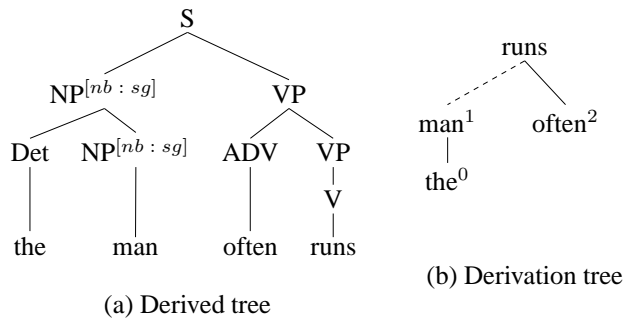 S
NP[nb : sg] VP
Det NP[nb : sg] ADV VP
V
the man often runs
(a) Derived tree
runs
man¹ often²
the⁰
(b) Derivation tree